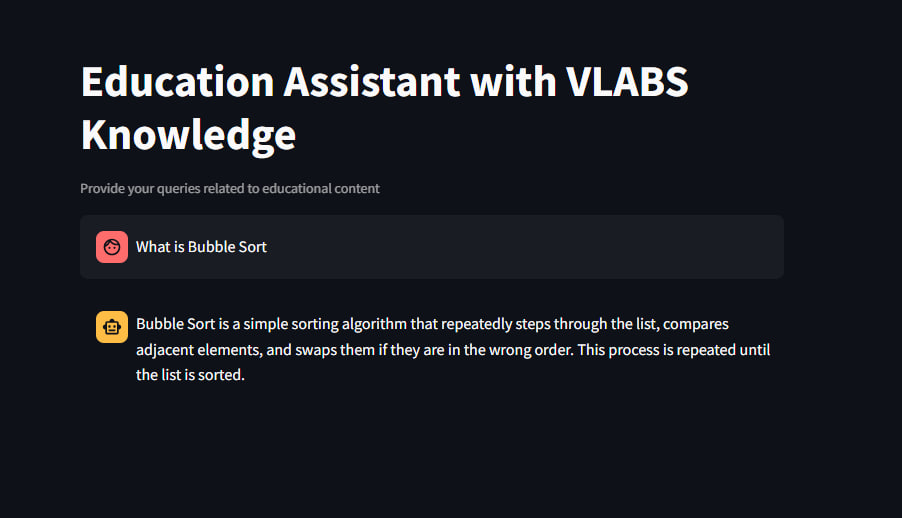 Education Assistant with VLABS
Knowledge
Provide your queries related to educational content
What is Bubble Sort
Bubble Sort is a simple sorting algorithm that repeatedly steps through the list, compares
adjacent elements, and swaps them if they are in the wrong order. This process is repeated until
the list is sorted.